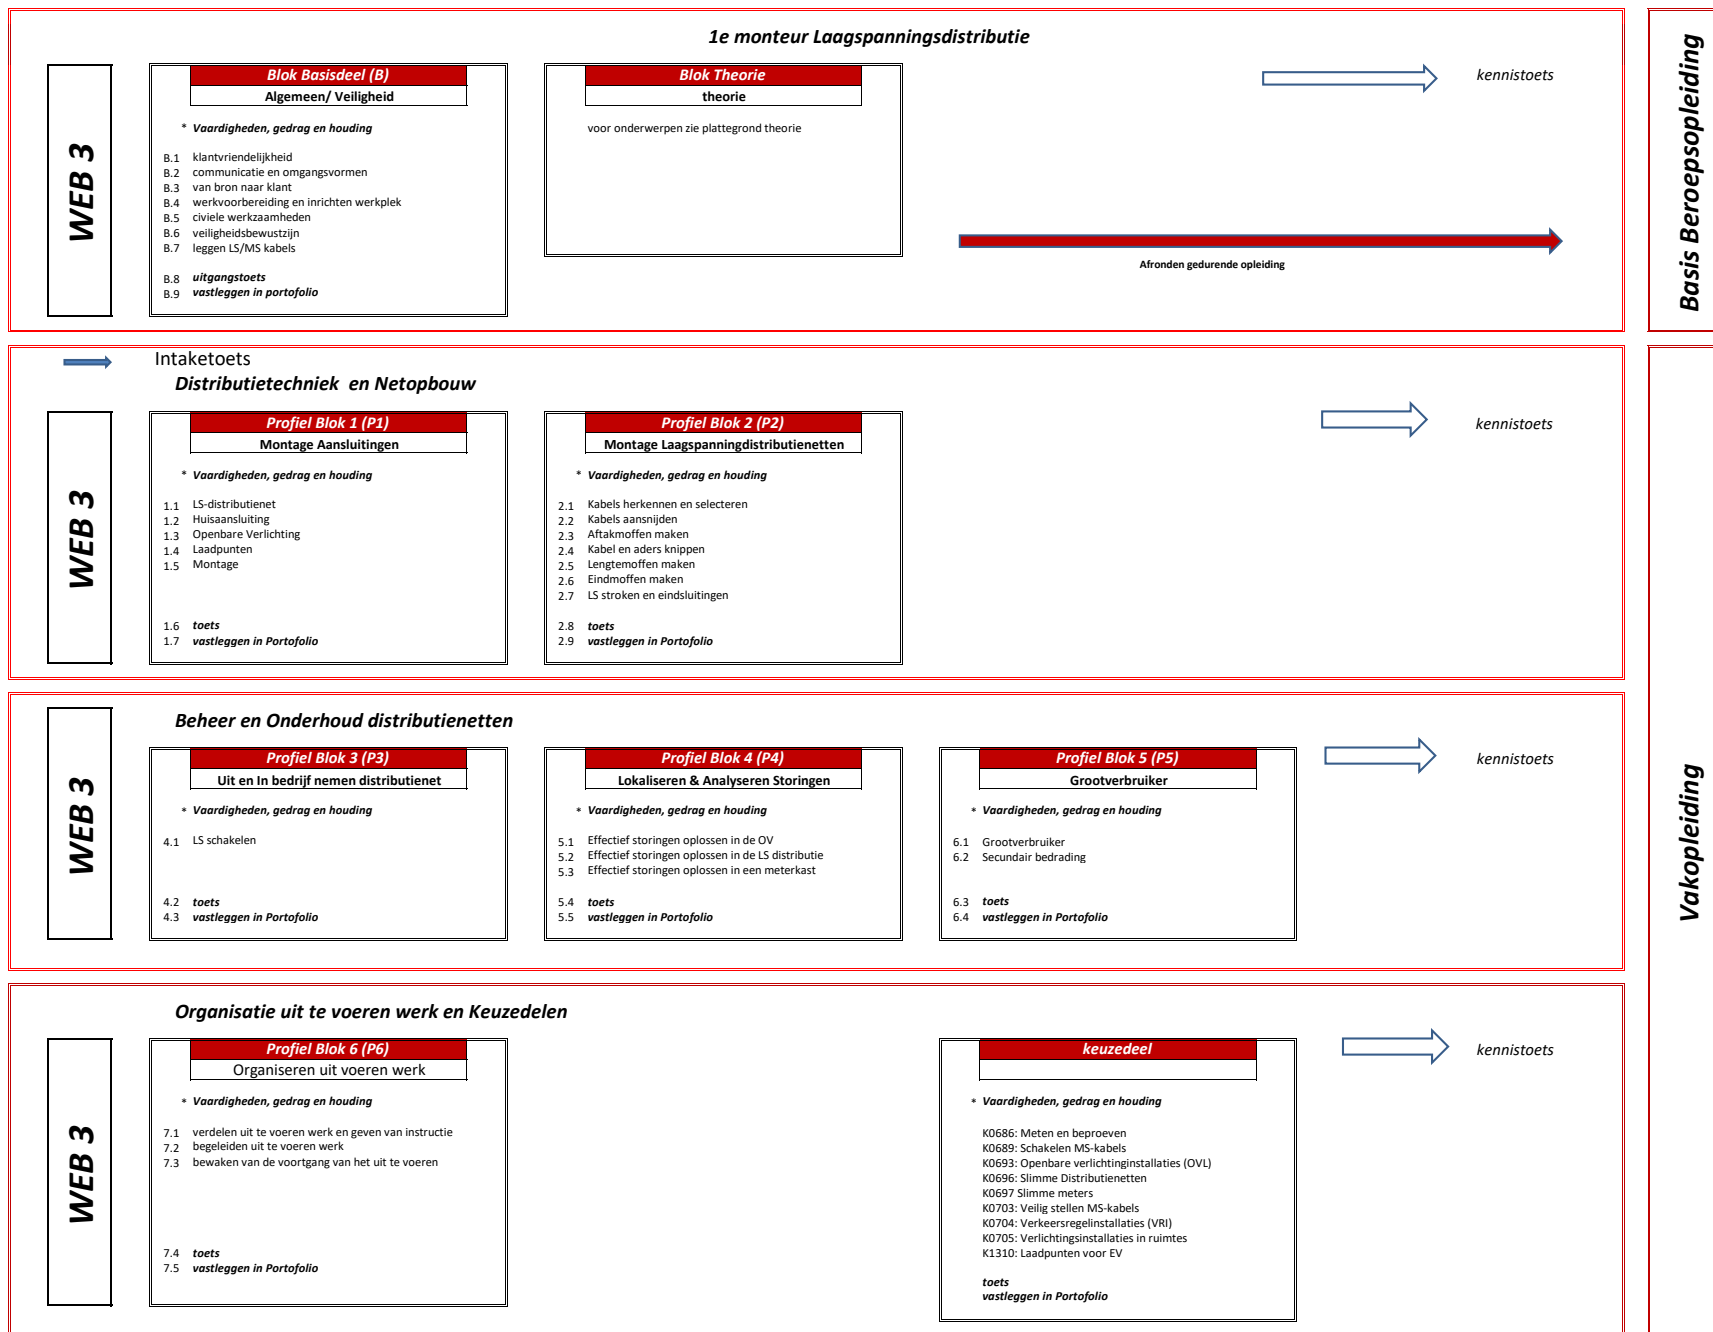 1e monteur Laagspanningsdistributie
WEB 3
Blok Basisdeel (B)
Algemeen/ Veiligheid
* Vaardigheden, gedrag en houding
B.1 klantvriendelijkheid
B.2 communicatie en omgangsvormen
B.3 van bron naar klant
B.4 werkvoorbereiding en inrichten werkplek
B.5 civiele werkzaamheden
B.6 veiligheidsbewustzijn
B.7 leggen LS/MS kabels
B.8 uitgangstoets
B.9 vastleggen in portofolio
Blok Theorie
theorie
voor onderwerpen zie plattegrond theorie
kennistoets
Afronden gedurende opleiding
Basis Beroepsopleiding
Intaketoets
Distributietechniek en Netopbouw
WEB 3
Profiel Blok 1 (P1)
Montage Aansluitingen
* Vaardigheden, gedrag en houding
1.1 LS-distributienet
1.2 Huisaansluiting
1.3 Openbare Verlichting
1.4 Laadpunten
1.5 Montage
1.6 toets
1.7 vastleggen in Portofolio
Profiel Blok 2 (P2)
Montage Laagspanningdistributienetten
* Vaardigheden, gedrag en houding
2.1 Kabels herkennen en selecteren
2.2 Kabels aansnijden
2.3 Aftakmoffen maken
2.4 Kabel en aders knippen
2.5 Lengtemoffen maken
2.6 Eindmoffen maken
2.7 LS stroken en eindsluitingen
2.8 toets
2.9 vastleggen in Portofolio
kennistoets
Vakopleiding
Beheer en Onderhoud distributienetten
WEB 3
Profiel Blok 3 (P3)
Uit en In bedrijf nemen distributienet
* Vaardigheden, gedrag en houding
4.1 LS schakelen
4.2 toets
4.3 vastleggen in Portofolio
Profiel Blok 4 (P4)
Lokaliseren & Analyseren Storingen
* Vaardigheden, gedrag en houding
5.1 Effectief storingen oplossen in de OV
5.2 Effectief storingen oplossen in de LS distributie
5.3 Effectief storingen oplossen in een meterkast
5.4 toets
5.5 vastleggen in Portofolio
Profiel Blok 5 (P5)
Grootverbruiker
* Vaardigheden, gedrag en houding
6.1 Grootverbruiker
6.2 Secundair bedrading
6.3 toets
6.4 vastleggen in Portofolio
kennistoets
Organisatie uit te voeren werk en Keuzedelen
WEB 3
Profiel Blok 6 (P6)
Organiseren uit voeren werk
* Vaardigheden, gedrag en houding
7.1 verdelen uit te voeren werk en geven van instructie
7.2 begeleiden uit te voeren werk
7.3 bewaken van de voortgang van het uit te voeren
7.4 toets
7.5 vastleggen in Portofolio
keuzedeel
* Vaardigheden, gedrag en houding
K0686: Meten en beproeven
K0689: Schakelen MS-kabels
K0693: Openbare verlichtinginstallaties (OVL)
K0696: Slimme Distributienetten
K0697 Slimme meters
K0703: Veilig stellen MS-kabels
K0704: Verkeersregelinstallaties (VRI)
K0705: Verlichtingsinstallaties in ruimtes
K1310: Laadpunten voor EV
toets
vastleggen in Portofolio
kennistoets